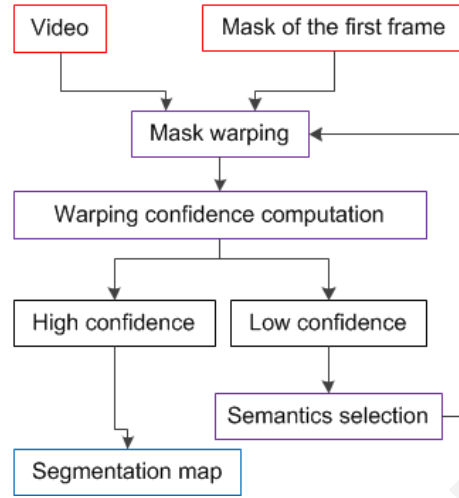 Video
Mask of the first frame
Mask warping
Warping confidence computation
High confidence
Low confidence
Semantics selection
Segmentation map